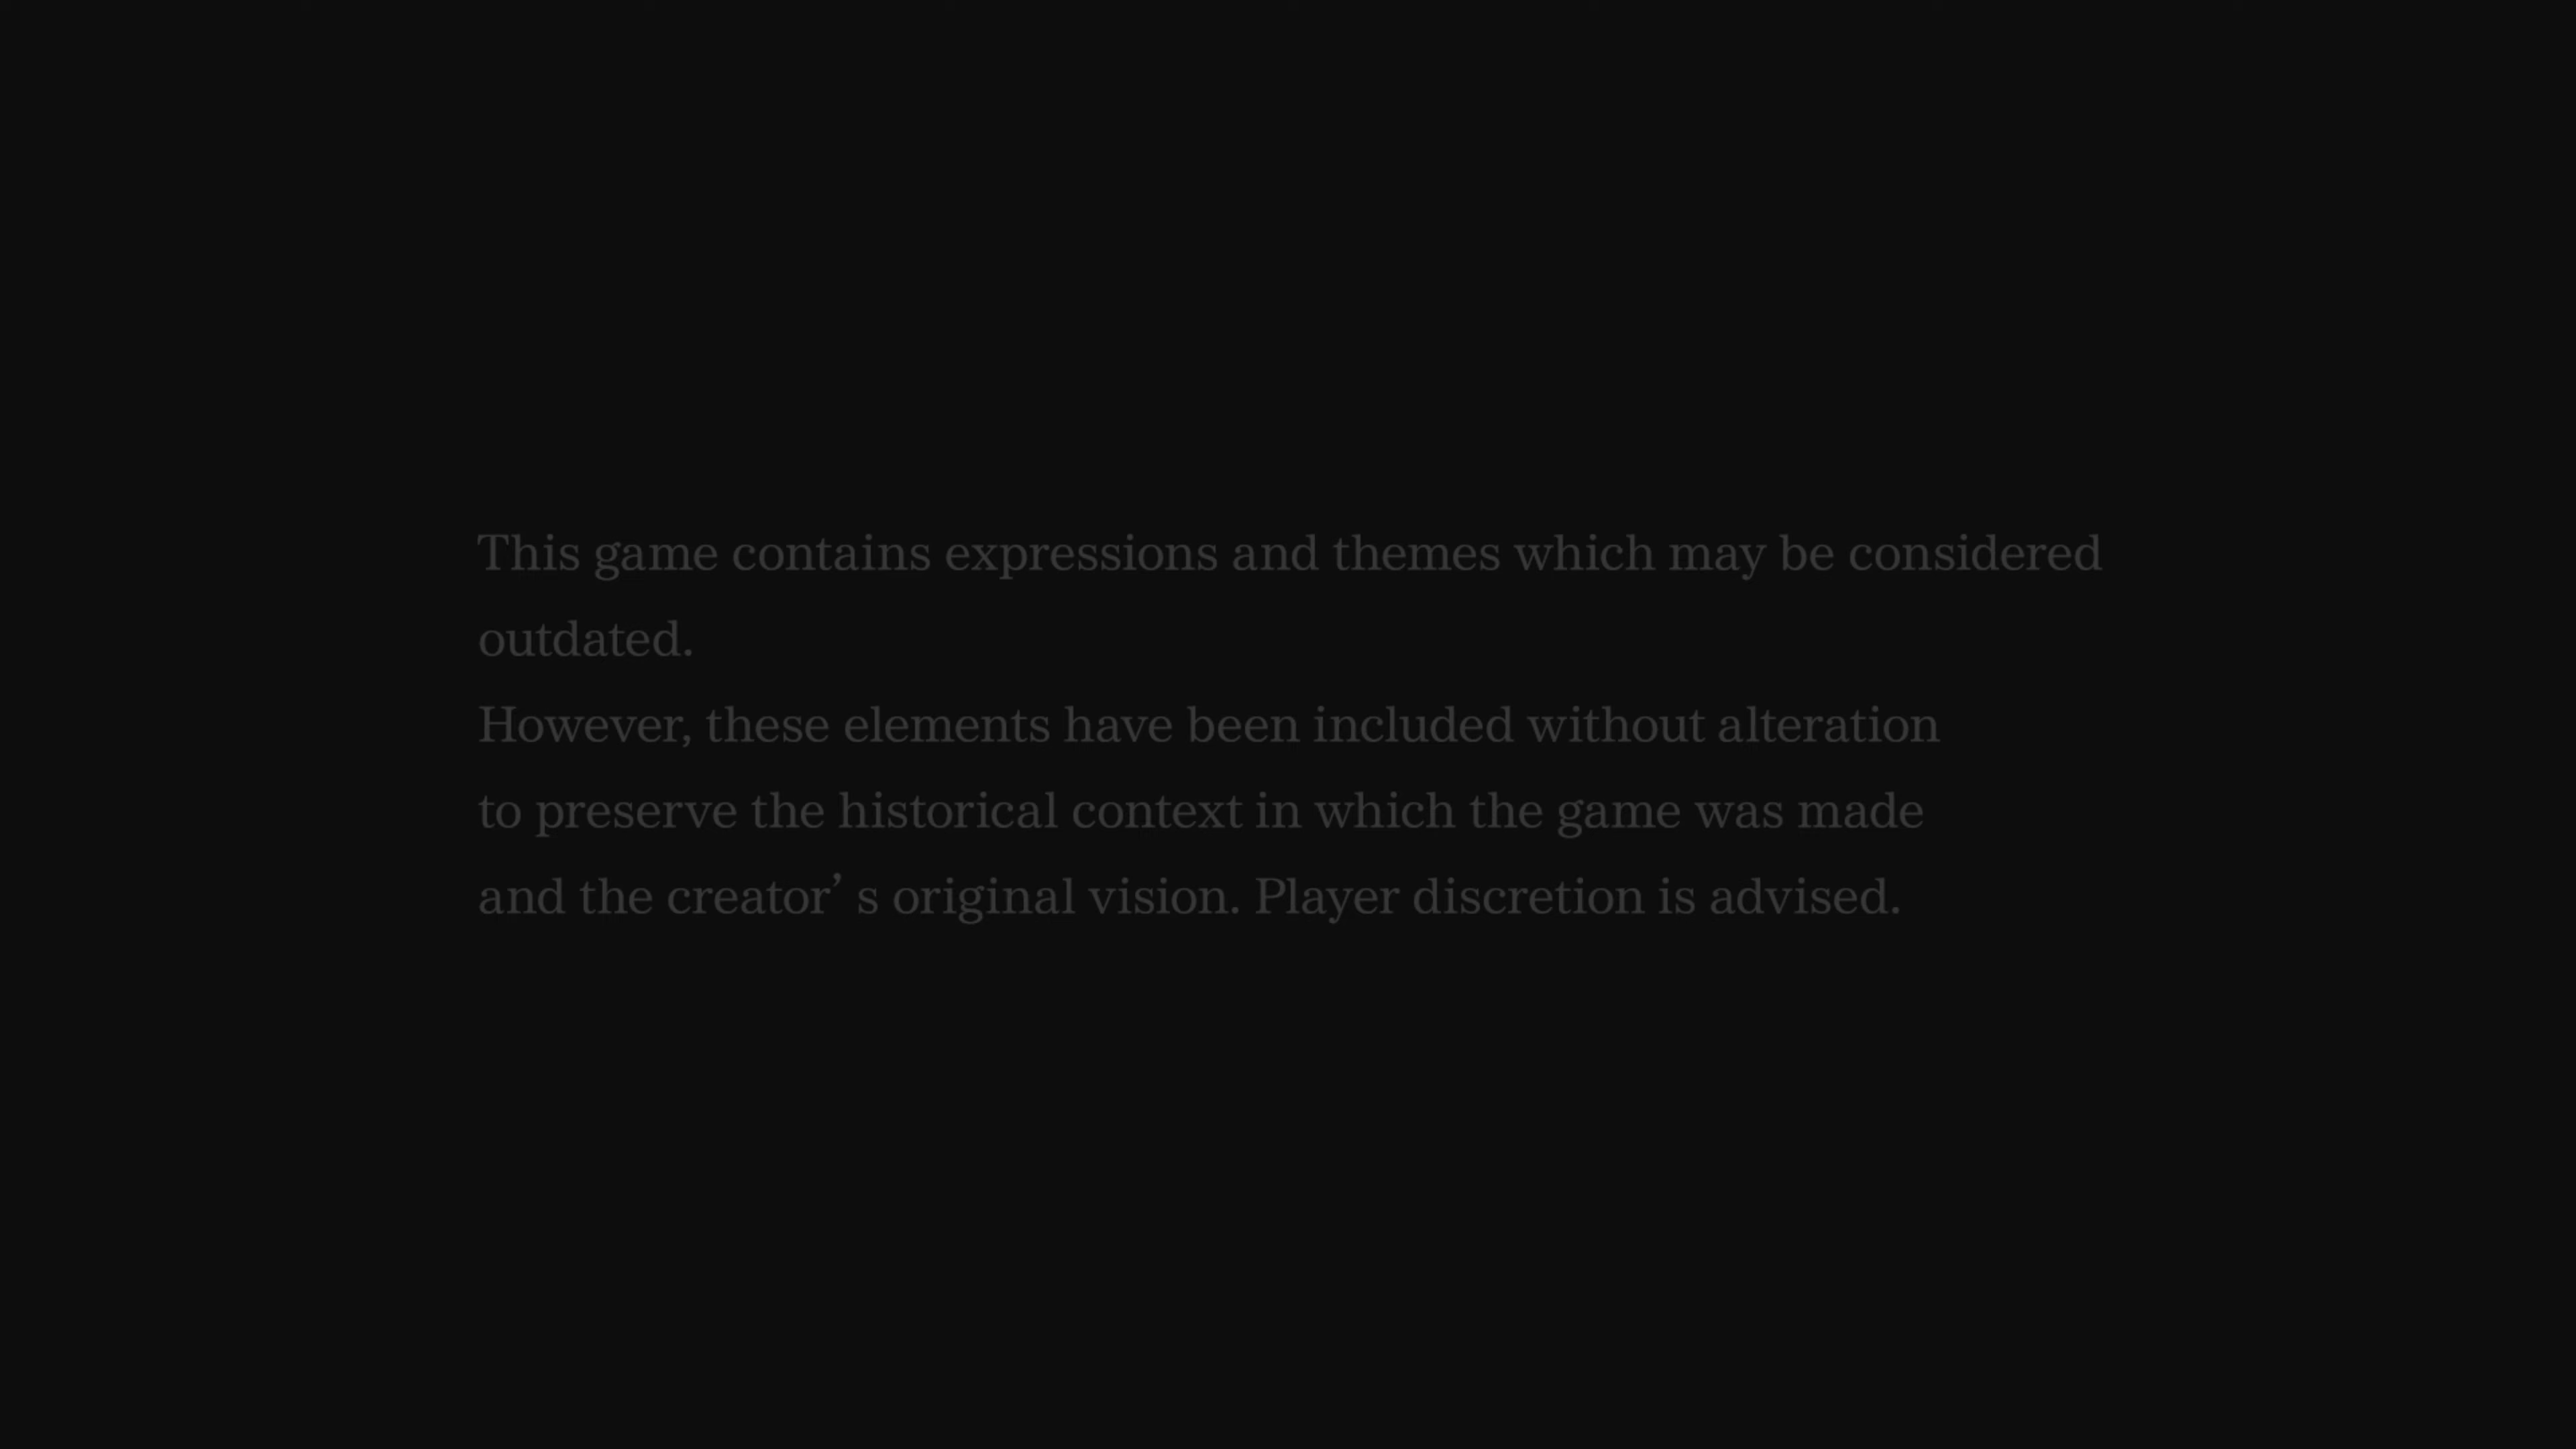 This game contains expressions and themes which may be considered
outdated.
However, these elements have been included without alteration
to preserve the historical context in which the game was made
and the creator’ s original vision. Player discretion is advised.